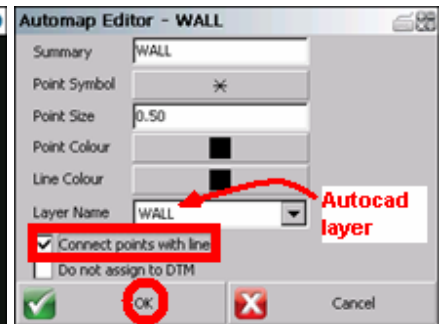 Automap Editor - WALL
Summary WALL
Point Symbol
Point Size 0.50
Point Colour
Line Colour
Layer Name WALL
Autocad
layer
Connect points with line
Do not assign to DTM
OK Cancel